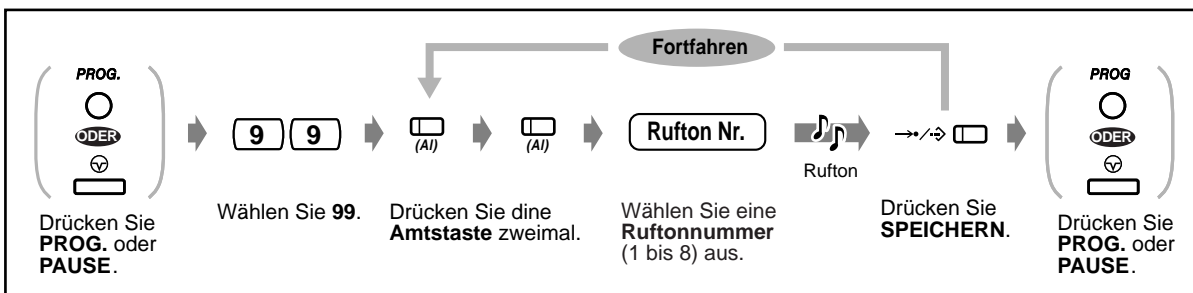 Fortfahren
PROG.
ODER
9 9
(AI)
(AI)
Rufton Nr.
Rufton
PROG
ODER
Drücken Sie
PROG. oder
PAUSE.
Wählen Sie 99.
Drücken Sie dine
Amtstaste zweimal.
Wählen Sie eine
Ruftonnummer
(1 bis 8) aus.
Drücken Sie
SPEICHERN.
Drücken Sie
PROG. oder
PAUSE.